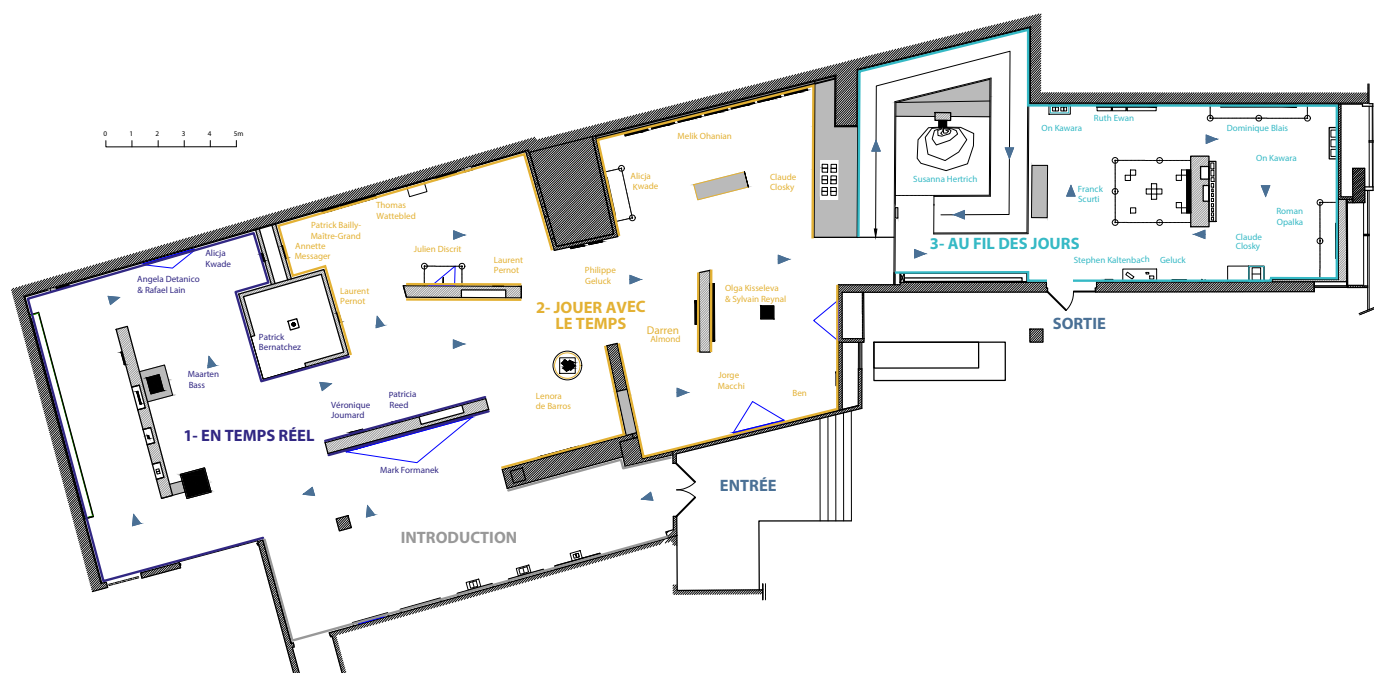 0 1 2 3 4 5m
Alicja
Kwade
Angela Detanico
& Rafael Lain
Patrick
Bernatchez
Maarten
Bass
Véronique
Joumard
Patricia
Reed
1- EN TEMPS RÉEL
Mark Formanek
INTRODUCTION
ENTRÉE
Thomas
Wattebled
Patrick Bailly-
Maître-Grand
Annette
Messager
Julien Discrit
Laurent
Pernot
Laurent
Pernot
Philippe
Geluck
2- JOUER AVEC
LE TEMPS
Lenora
de Barros
Melik Ohanian
Alicja
Kwade
Claude
Closky
Olga Kisseleva
& Sylvain Reynal
Darren
Almond
Jorge
Macchi
Ben
Susanna Hertrich
3- AU FIL DES JOURS
On Kawara
Ruth Ewan
Dominique Blais
On Kawara
Franck
Scurti
Roman
Opalka
Claude
Closky
Stephen Kaltenbach
Geluck
SORTIE